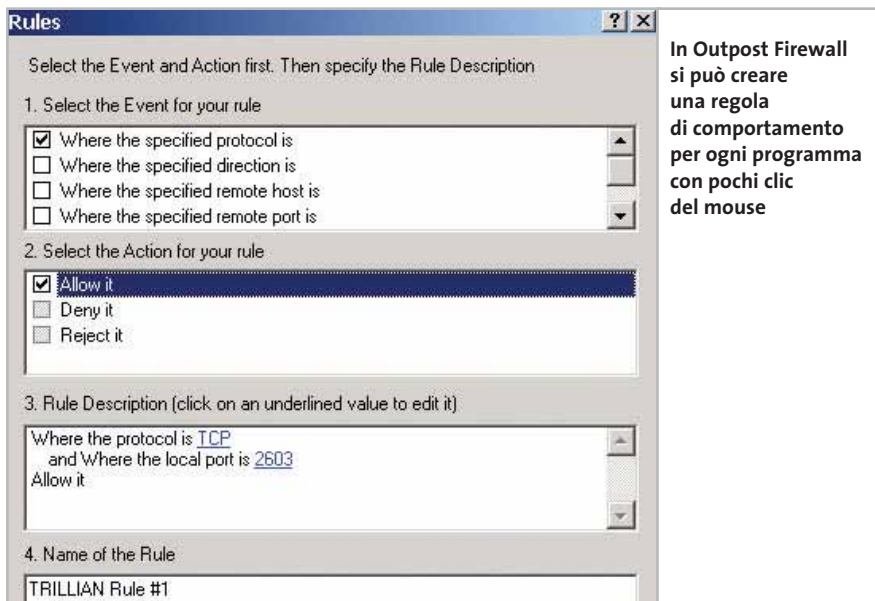 Rules
Select the Event and Action first. Then specify the Rule Description
1. Select the Event for your rule
Where the specified protocol is
Where the specified direction is
Where the specified remote host is
Where the specified remote port is
2. Select the Action for your rule
Allow it
Deny it
Reject it
3. Rule Description (click on an underlined value to edit it)
Where the protocol is TCP
and Where the local port is 2603
Allow it
4. Name of the Rule
TRILLIAN Rule #1
In Outpost Firewall
si può creare
una regola
di comportamento
per ogni programma
con pochi clic
del mouse